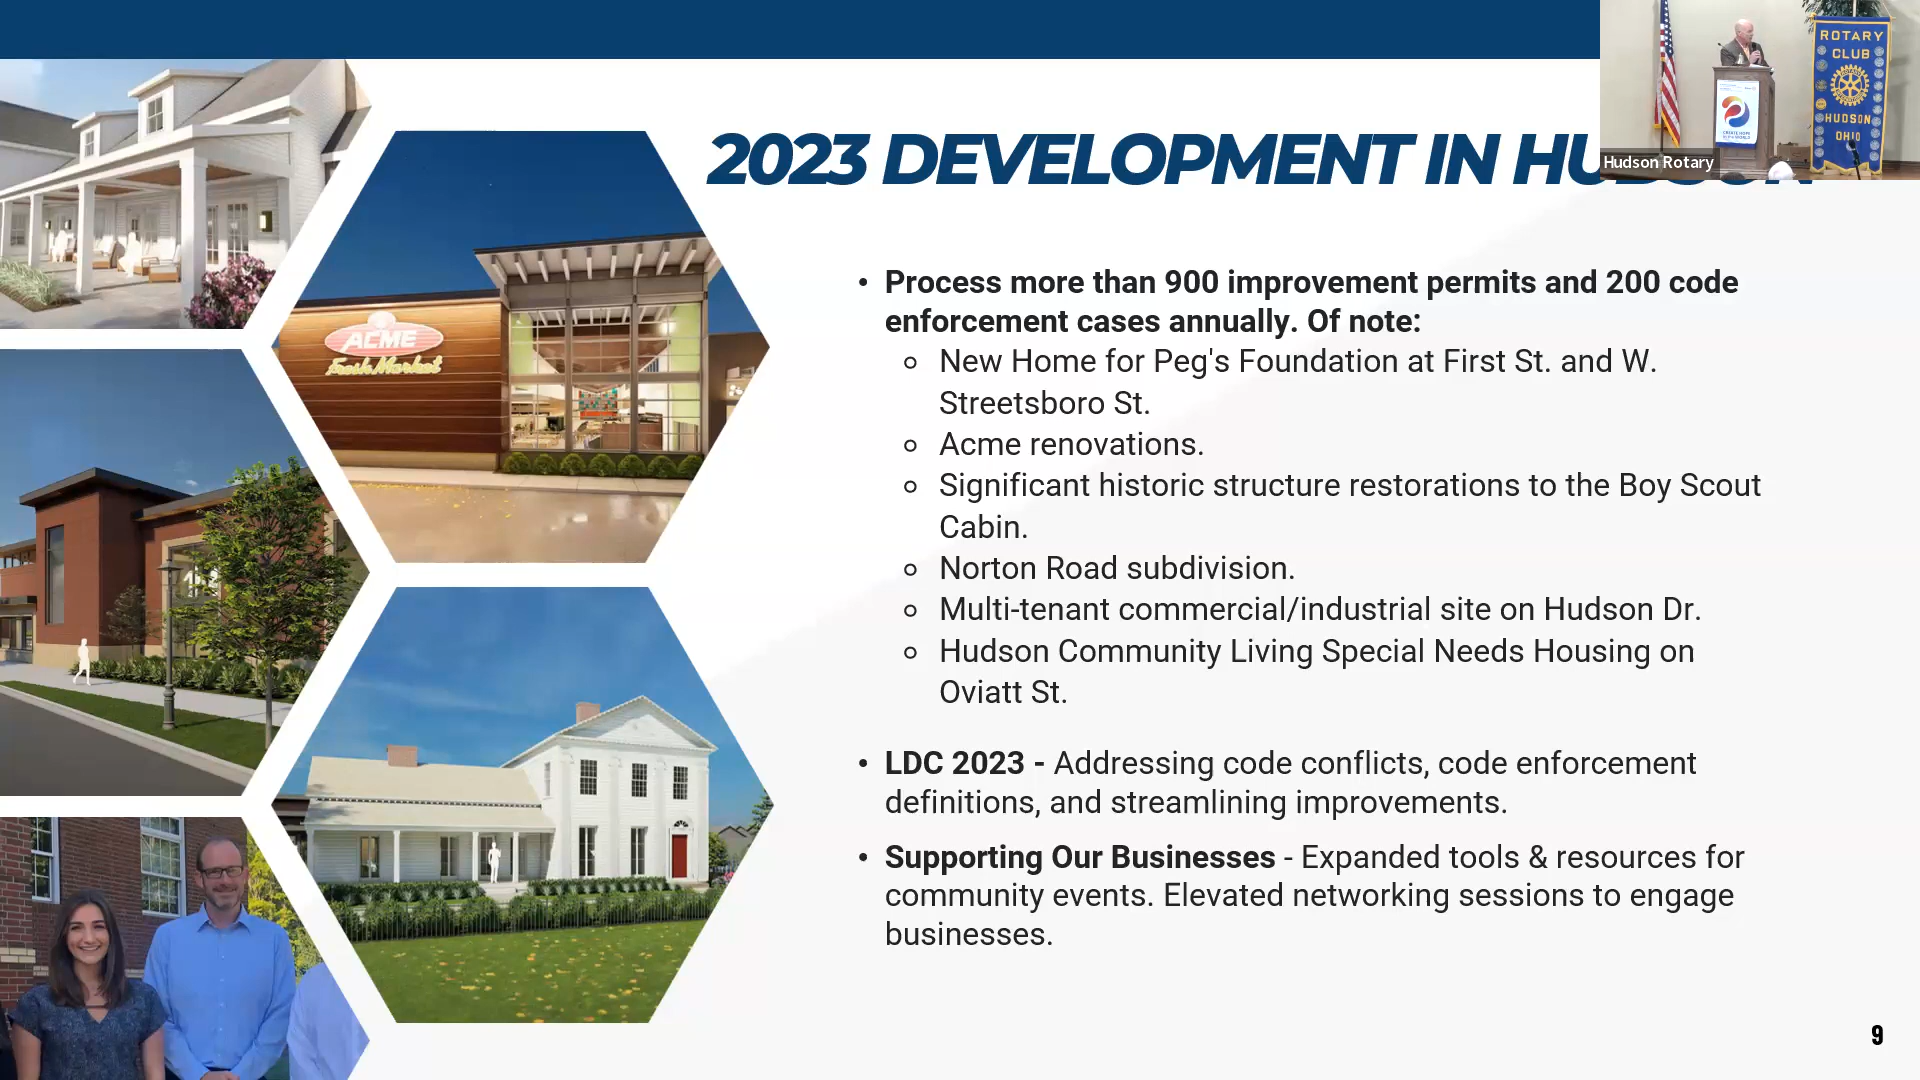 2023 DEVELOPMENT IN
ROTARY
CLUB
HUDSON
OHIO
Hudson Rotary
ACME
Fresh Market
• Process more than 900 improvement permits and 200 code
enforcement cases annually. Of note:
New Home for Peg's Foundation at First St. and W.
Streetsboro St.
Acme renovations.
Significant historic structure restorations to the Boy Scout
Cabin.
Norton Road subdivision.
Multi-tenant commercial/industrial site on Hudson Dr.
Hudson Community Living Special Needs Housing on
Oviatt St.
• LDC 2023 - Addressing code conflicts, code enforcement
definitions, and streamlining improvements.
• Supporting Our Businesses - Expanded tools & resources for
community events. Elevated networking sessions to engage
businesses.
9